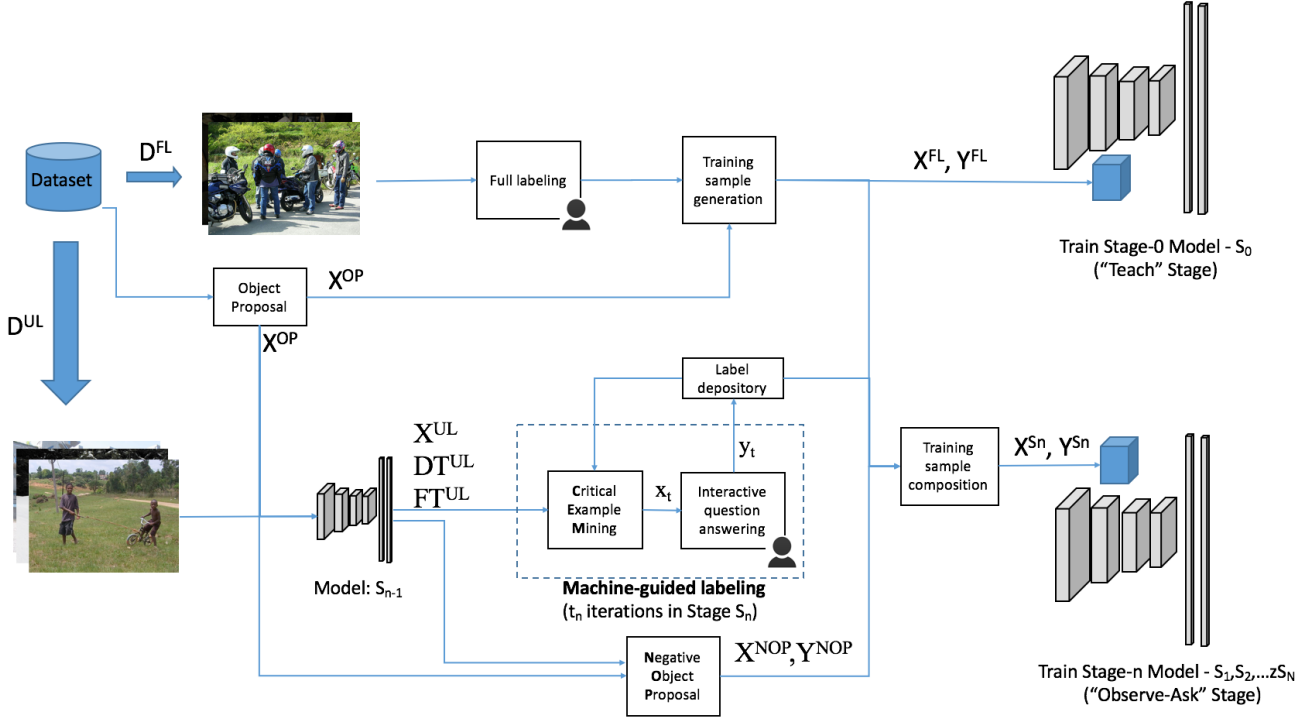 Dataset
D^FL
Full labeling
Training
sample
generation
X^FL, Y^FL
Train Stage-0 Model - S_0
("Teach" Stage)
Object
Proposal
X^OP
D^UL
X^OP
Label
depository
X^UL
DT^UL
FT^UL
y_t
Critical
Example
Mining
x_t
Interactive
question
answering
Training
sample
composition
X^Sn, Y^Sn
Model: S_n-1
Machine-guided labeling
(t_n iterations in Stage S_n)
Negative
Object
Proposal
X^NOP,Y^NOP
Train Stage-n Model - S_1,S_2,...zS_N
("Observe-Ask" Stage)